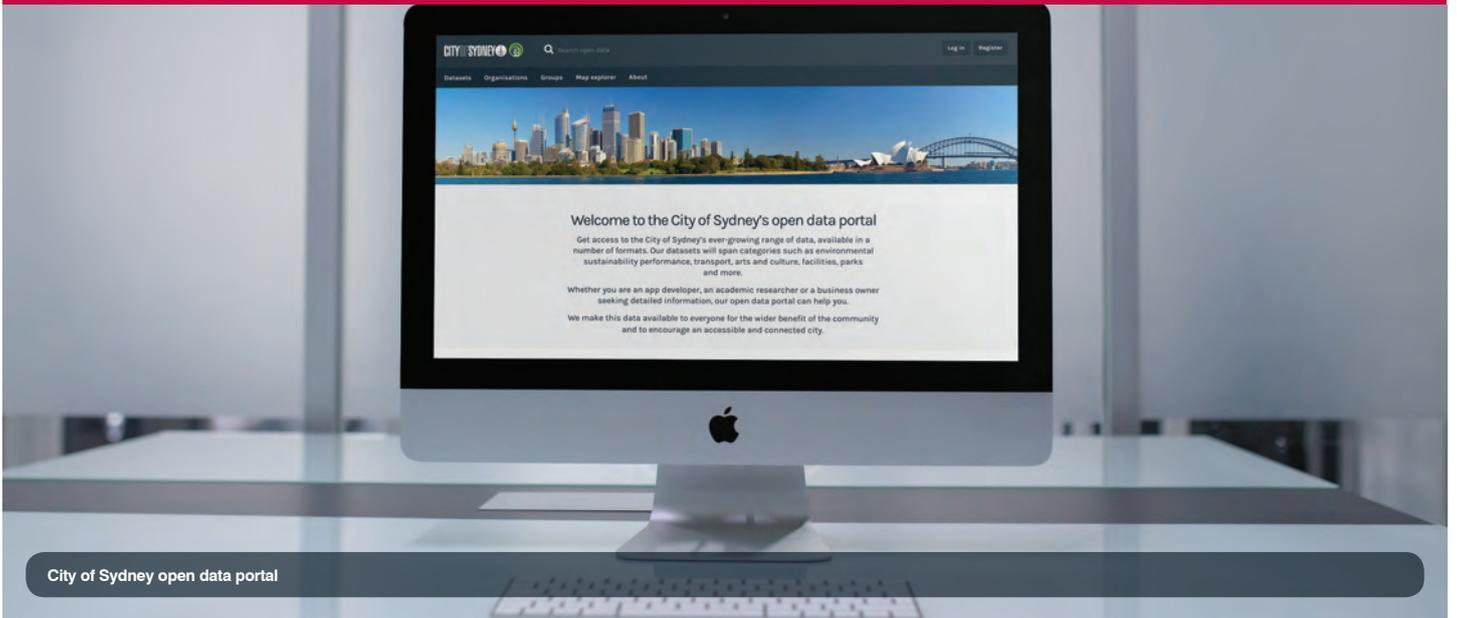 CITY OF SYDNEY
Search open data
Log in
Register
Datasets
Organisations
Groups
Map explorer
About
Welcome to the City of Sydney's open data portal
Get access to the City of Sydney's ever-growing range of data, available in a
number of formats. Our datasets will span categories such as environmental
sustainability performance, transport, arts and culture, facilities, parks
and more.
Whether you are an app developer, an academic researcher or a business owner
seeking detailed information, our open data portal can help you.
We make this data available to everyone for the wider benefit of the community
and to encourage an accessible and connected city.
City of Sydney open data portal